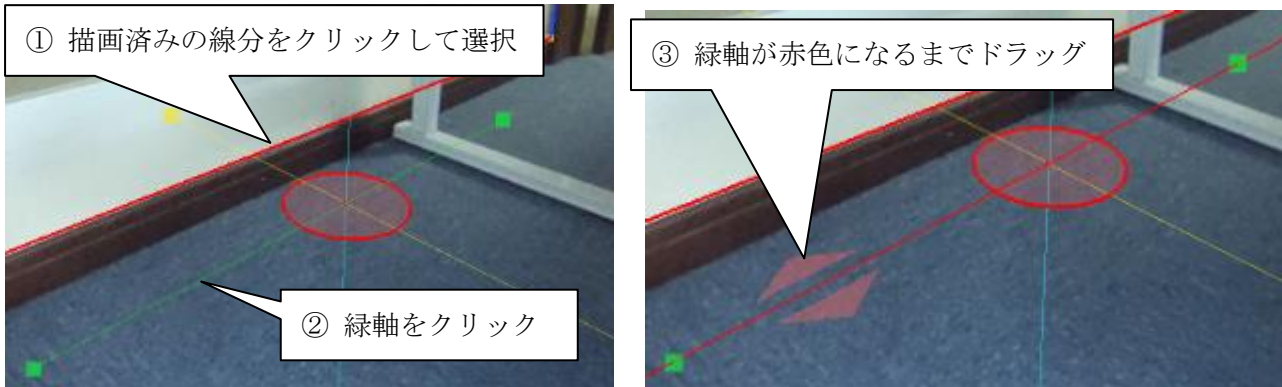 ① 描画済みの線分をクリックして選択
② 緑軸をクリック
③ 緑軸が赤色になるまでドラッグ